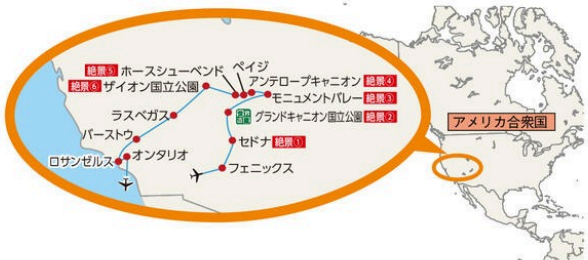 絶景⑤ ホースシューベンド
ペイジ
絶景⑥ ザイオン国立公園
アンテロープキャニオン 絶景④
モニュメントバレー 絶景③
ラスベガス
グランドキャニオン国立公園 絶景②
バーストウ
セドナ 絶景①
ロサンゼルス
オンタリオ
フェニックス
アメリカ合衆国